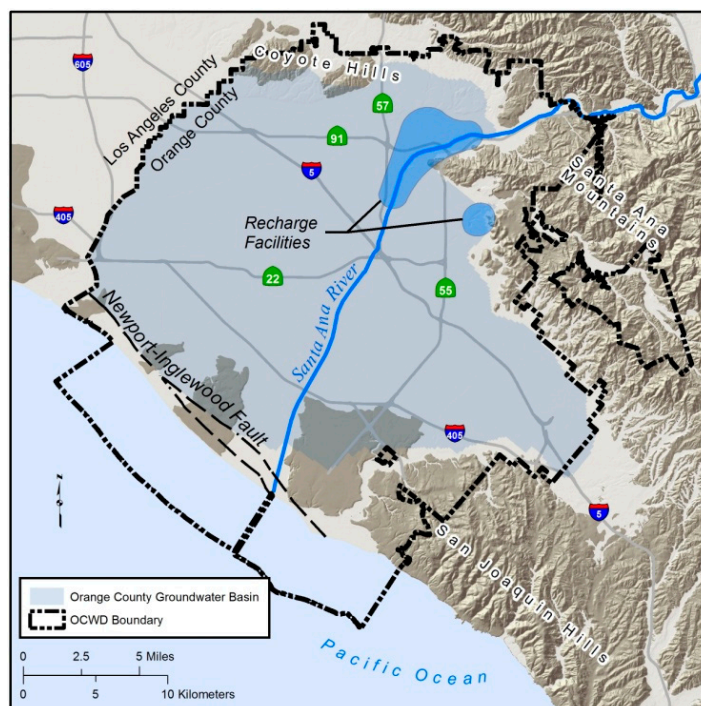 605
Coyote Hills
Los Angeles County
Orange County
57
91
5
Santa Ana
Mountains
405
Recharge
Facilities
22
55
Santa Ana River
Newport-Inglewood Fault
405
N
5
San Joaquin Hills
Orange County Groundwater Basin
OCWD Boundary
Pacific Ocean
0 2.5 5 Miles
0 5 10 Kilometers